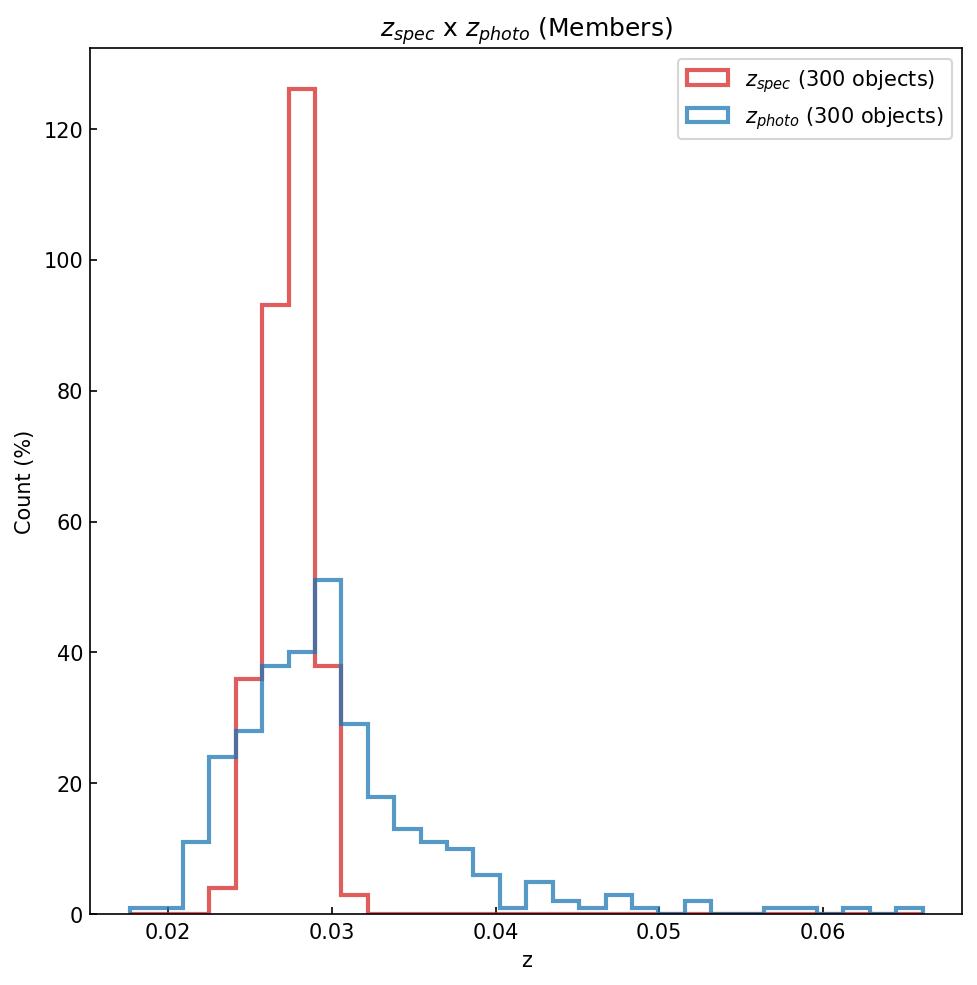 z_spec x z_photo (Members)
z_spec (300 objects)
z_photo (300 objects)
Count (%)
120
100
80
60
40
20
0
0.02 0.03 0.04 0.05 0.06
z